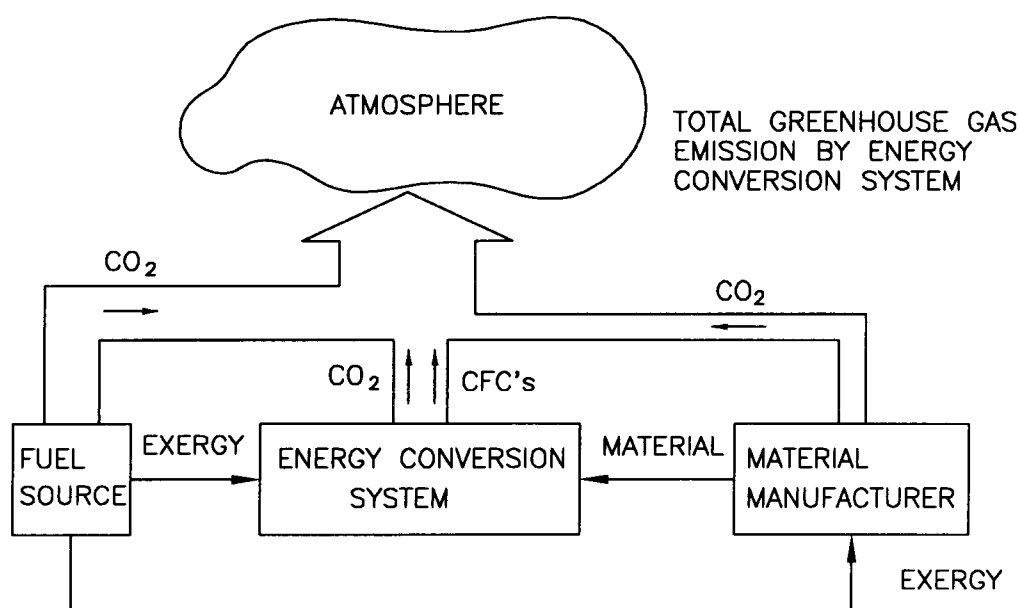 ATMOSPHERE
TOTAL GREENHOUSE GAS
EMISSION BY ENERGY
CONVERSION SYSTEM
CO₂
CO₂
CO₂
CFC's
FUEL
SOURCE
EXERGY
ENERGY CONVERSION
SYSTEM
MATERIAL
MATERIAL
MANUFACTURER
EXERGY